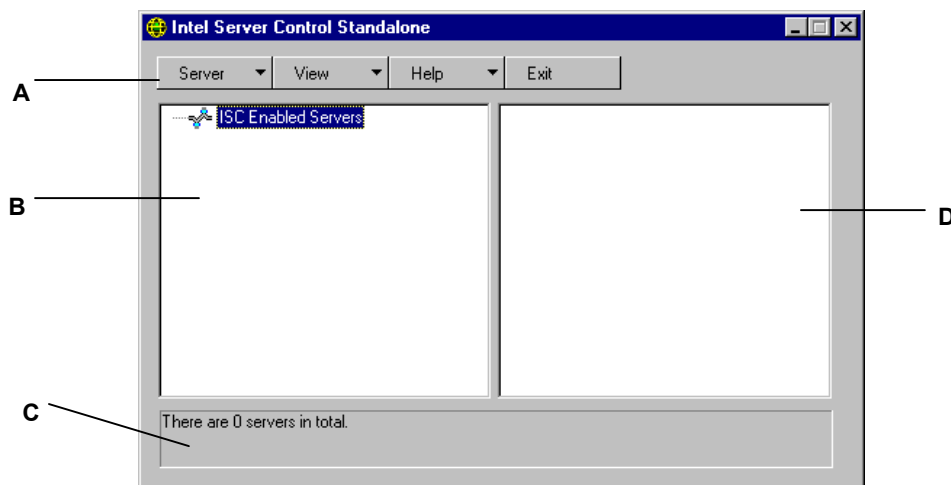 Intel Server Control Standalone
Server View Help Exit
A
ISC Enabled Servers
B
D
C
There are 0 servers in total.